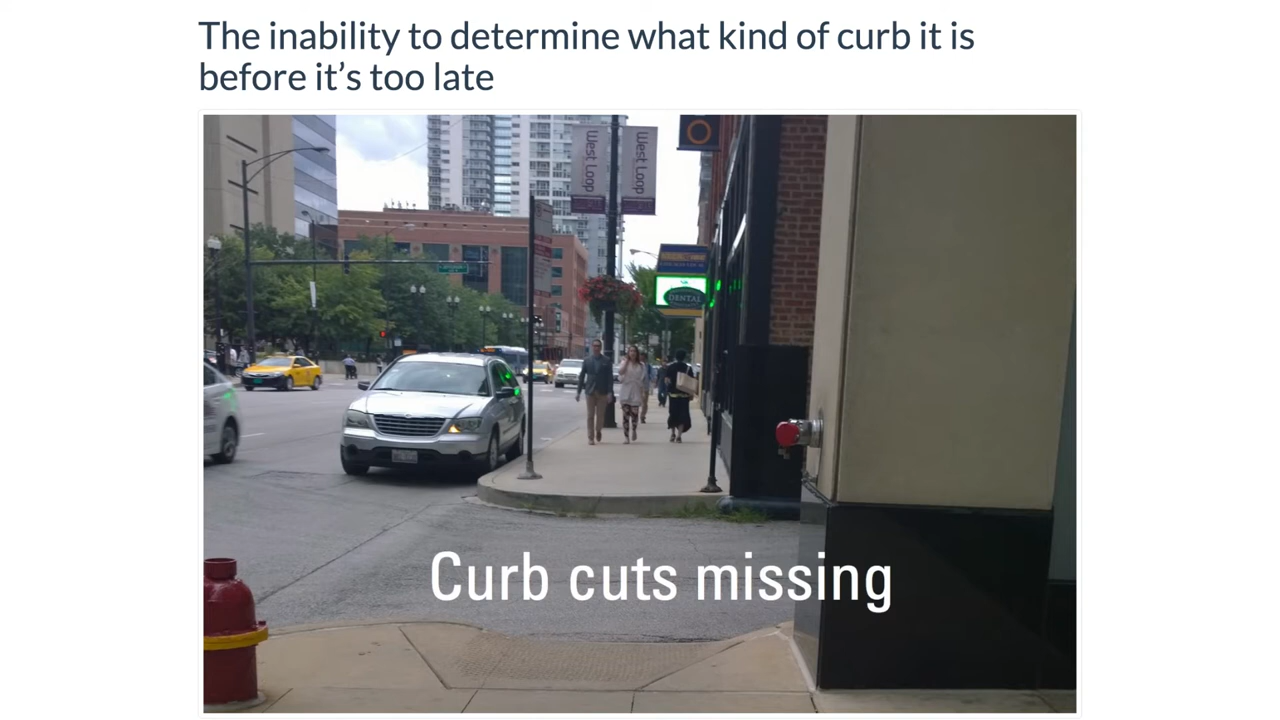 The inability to determine what kind of curb it is
before it’s too late
West Loop
West Loop
DENTAL
Curb cuts missing